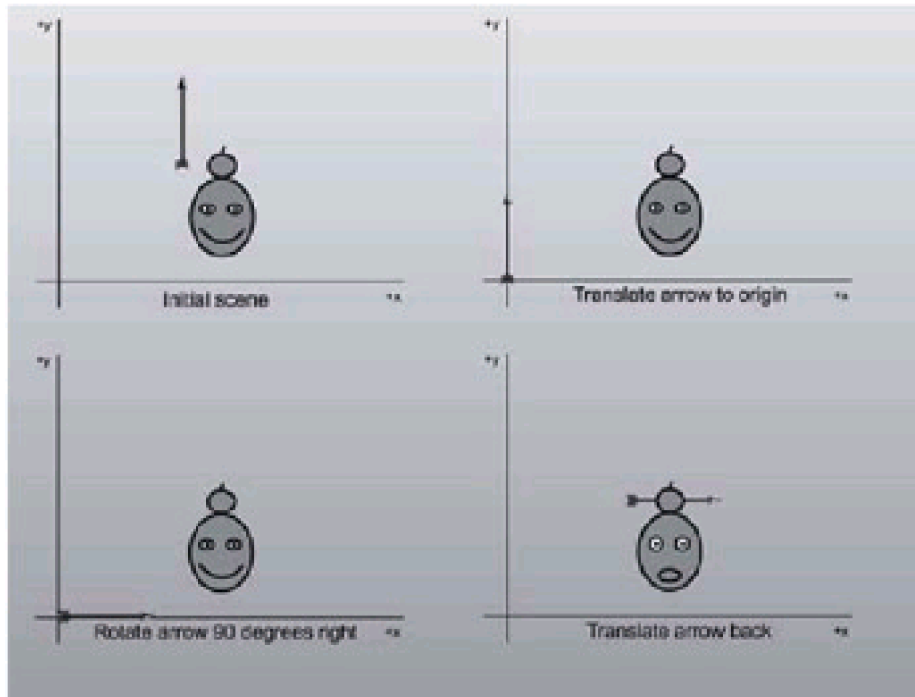 +y
+y
Initial scene
+x
Translate arrow to origin
+x
+y
+y
Rotate arrow 90 degrees right
+x
Translate arrow back
+x